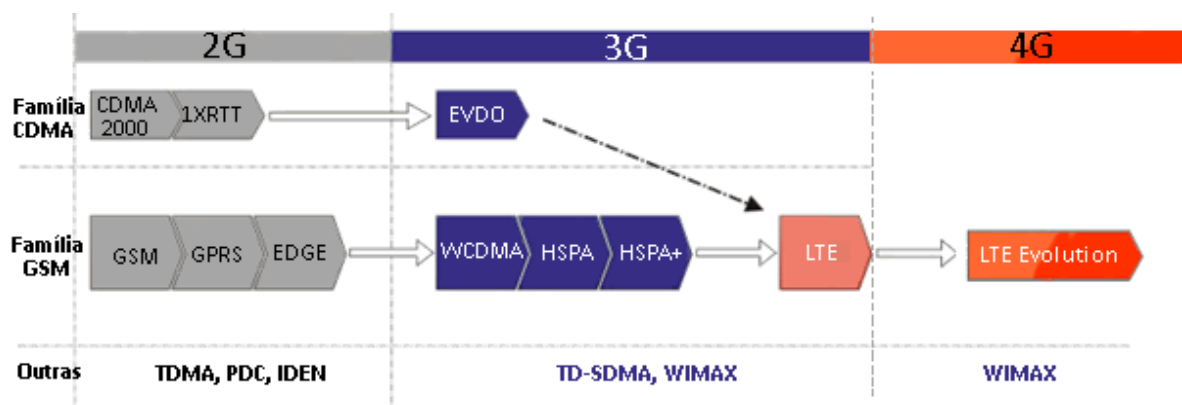 2G 3G 4G
Família
CDMA
CDMA
2000
1XRTT
EVDO
Família
GSM
GSM
GPRS
EDGE
WCDMA
HSPA
HSPA+
LTE
LTE Evolution
Outras
TDMA, PDC, IDEN
TD-SDMA, WIMAX
WIMAX